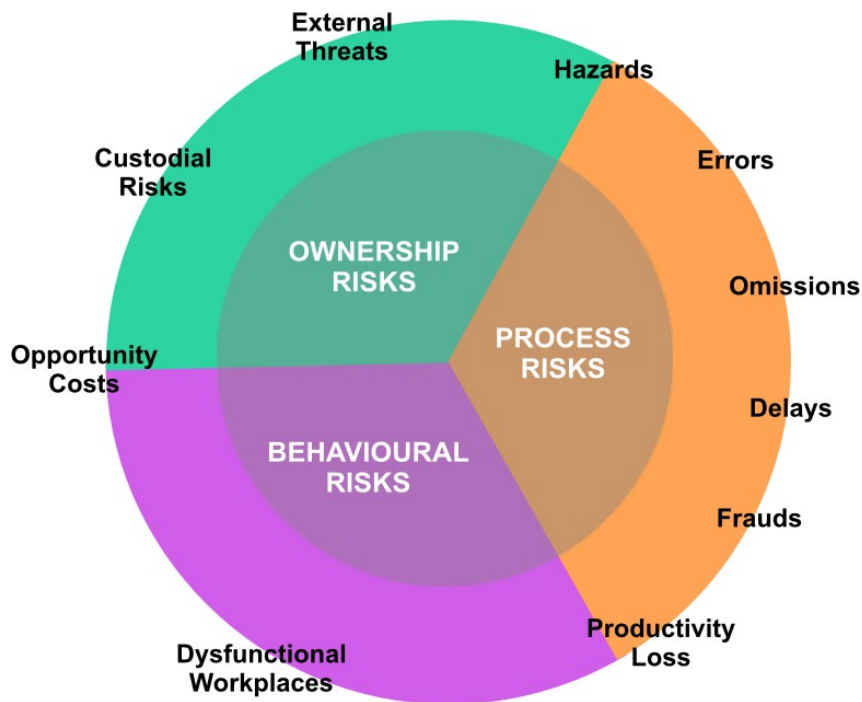 External
Threats
Hazards
Custodial
Risks
Errors
OWNERSHIP
RISKS
Omissions
PROCESS
RISKS
Opportunity
Costs
Delays
BEHAVIOURAL
RISKS
Frauds
Productivity
Loss
Dysfunctional
Workplaces